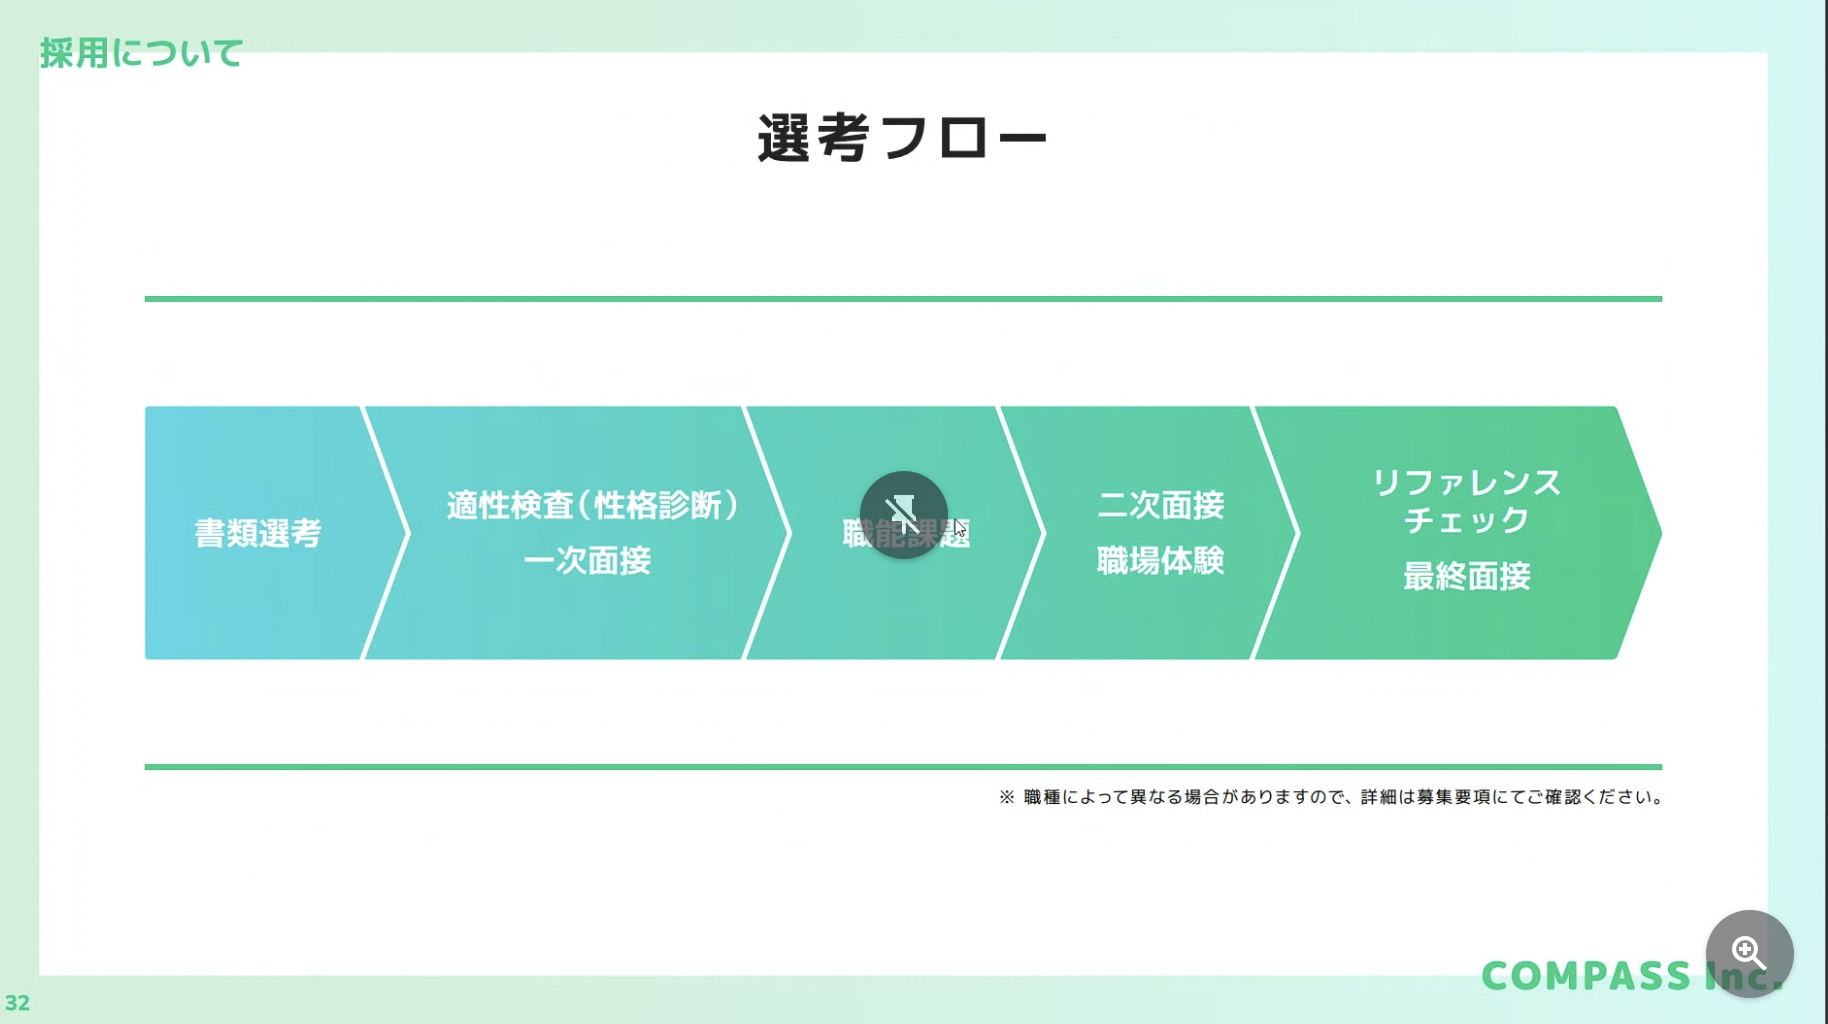 採用について
選考フロー
書類選考
適性検査（性格診断）
一次面接
職能課題
二次面接
職場体験
リファレンス
チェック
最終面接
※ 職種によって異なる場合がありますので、詳細は募集要項にてご確認ください。
COMPASS Inc.
32